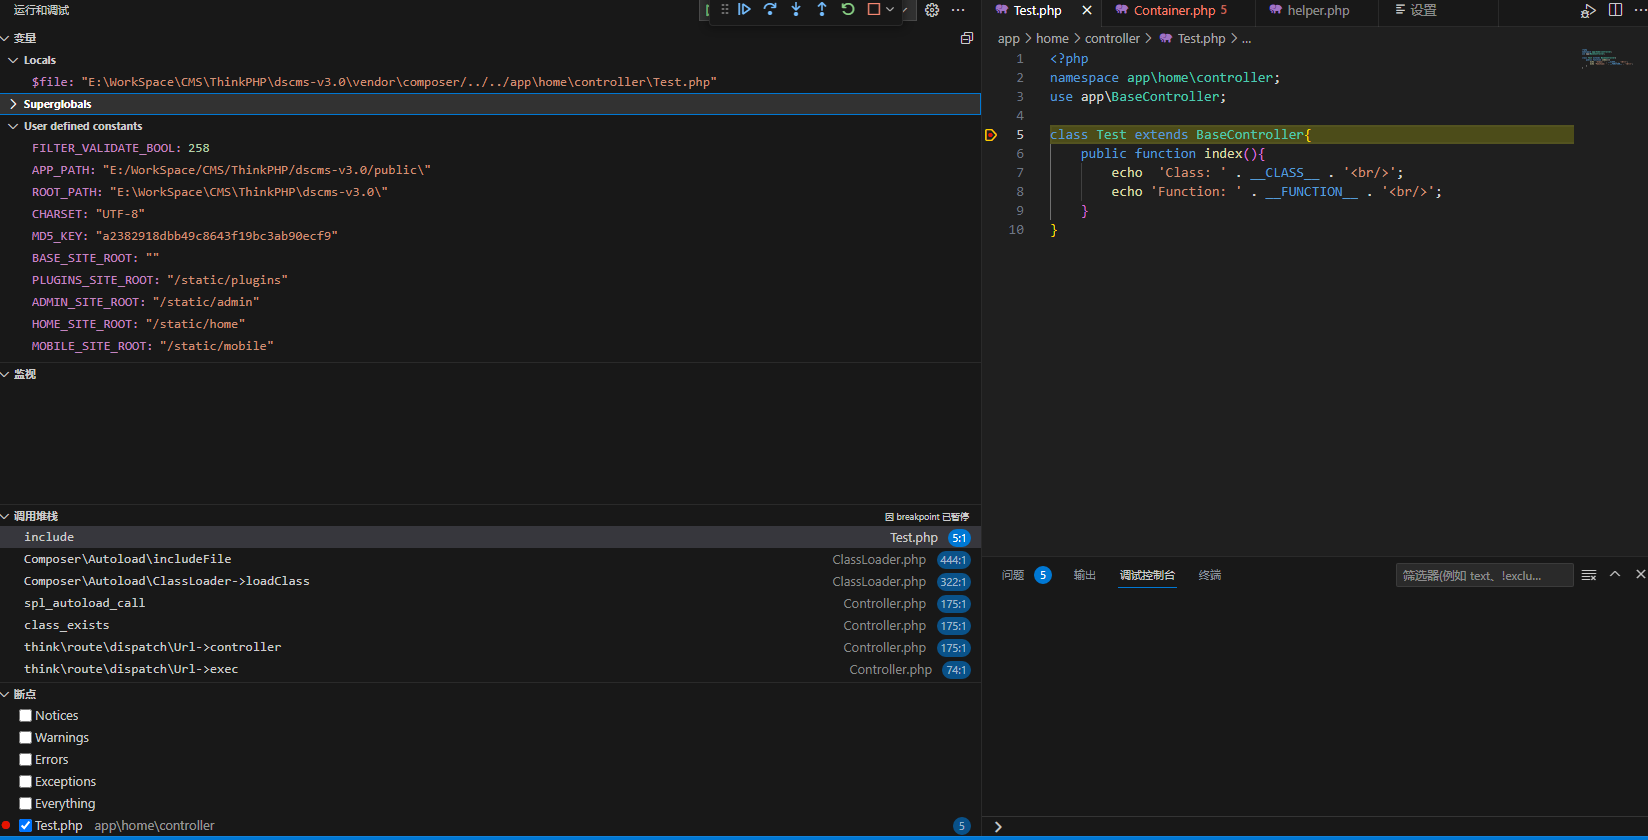 运行和调试
变量
Locals
$file: "E:\WorkSpace\CMS\ThinkPHP\dscms-v3.0\vendor\composer/../../app\home\controller\Test.php"
Superglobals
User defined constants
FILTER_VALIDATE_BOOL: 258
APP_PATH: "E:/WorkSpace/CMS/ThinkPHP/dscms-v3.0/public\"
ROOT_PATH: "E:\WorkSpace\CMS\ThinkPHP\dscms-v3.0\"
CHARSET: "UTF-8"
MD5_KEY: "a2382918dbb49c8643f19bc3ab90ecf9"
BASE_SITE_ROOT: ""
PLUGINS_SITE_ROOT: "/static/plugins"
ADMIN_SITE_ROOT: "/static/admin"
HOME_SITE_ROOT: "/static/home"
MOBILE_SITE_ROOT: "/static/mobile"
监视
调用堆栈 因 breakpoint 已暂停
include Test.php 5:1
Composer\Autoload\includeFile ClassLoader.php 444:1
Composer\Autoload\ClassLoader->loadClass ClassLoader.php 322:1
spl_autoload_call Controller.php 175:1
class_exists Controller.php 175:1
think\route\dispatch\Url->controller Controller.php 175:1
think\route\dispatch\Url->exec Controller.php 74:1
断点
Notices
Warnings
Errors
Exceptions
Everything
Test.php app\home\controller 5
Test.php Container.php 5 helper.php 设置
app > home > controller > Test.php > ...
1 <?php
2 namespace app\home\controller;
3 use app\BaseController;
4
5 class Test extends BaseController{
6 public function index(){
7 echo  'Class: ' . __CLASS__ . '<br/>';
8 echo 'Function: ' . __FUNCTION__ . '<br/>';
9 }
10 }
问题 5 输出 调试控制台 终端 筛选器(例如 text、!exclu...